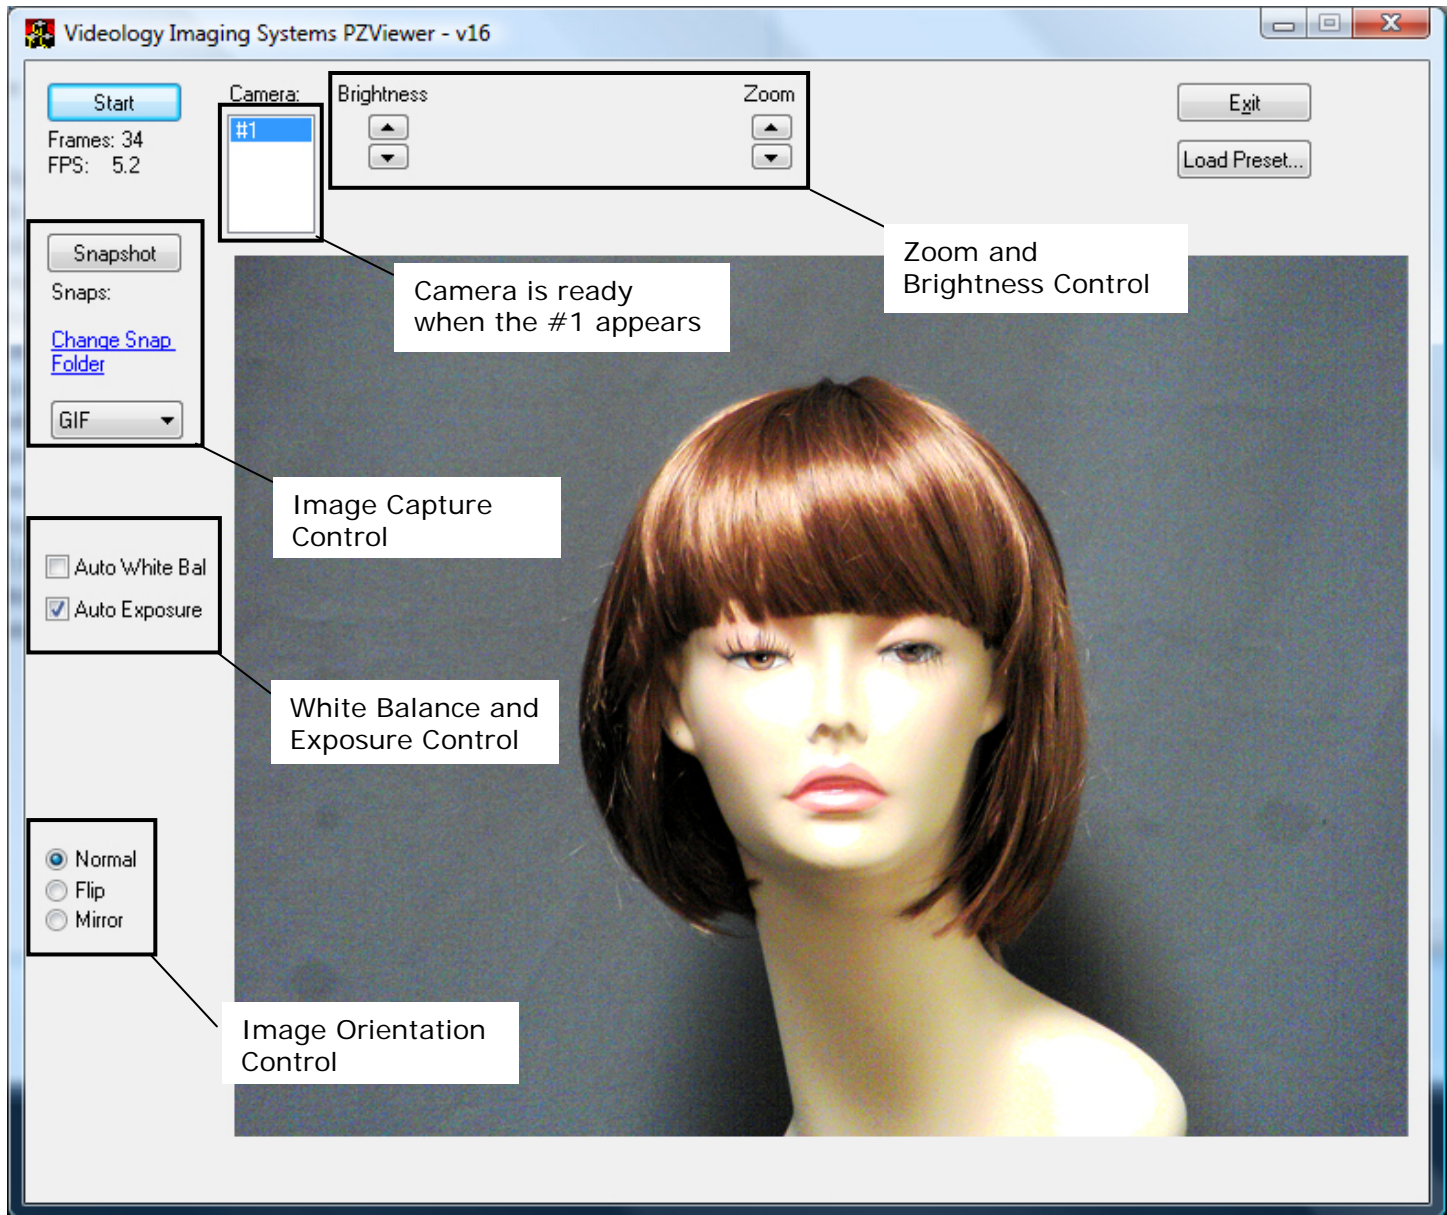 Videology Imaging Systems PZViewer - v16
Start
Frames: 34
FPS: 5.2
Camera:
#1
Brightness
Zoom
Exit
Load Preset...
Zoom and
Brightness Control
Camera is ready
when the #1 appears
Snapshot
Snaps:
Change Snap
Folder
GIF
Image Capture
Control
Auto White Bal
Auto Exposure
White Balance and
Exposure Control
Normal
Flip
Mirror
Image Orientation
Control